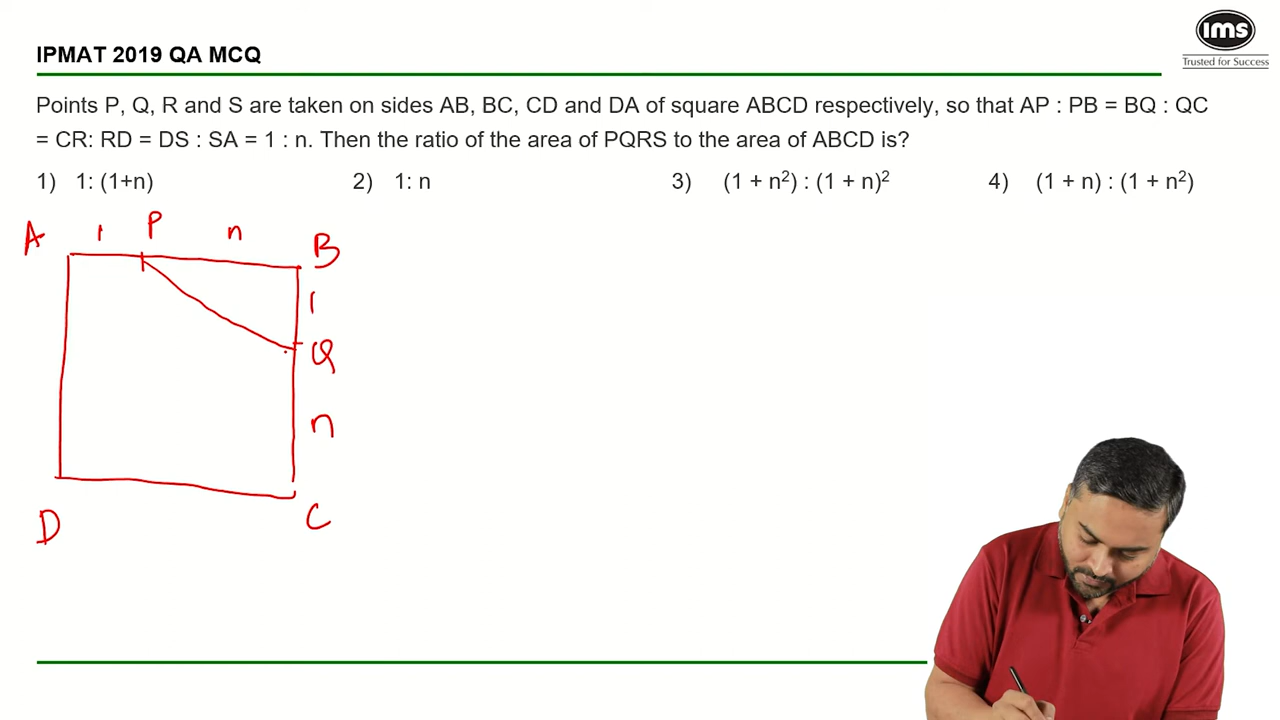 IPMAT 2019 QA MCQ
ims
Trusted for Success
Points P, Q, R and S are taken on sides AB, BC, CD and DA of square ABCD respectively, so that AP : PB = BQ : QC
= CR: RD = DS : SA = 1 : n. Then the ratio of the area of PQRS to the area of ABCD is?
1) 1: (1+n) 2) 1: n 3) (1 + n²) : (1 + n)² 4) (1 + n) : (1 + n²)
A 1 P n B
1
Q
n
D C